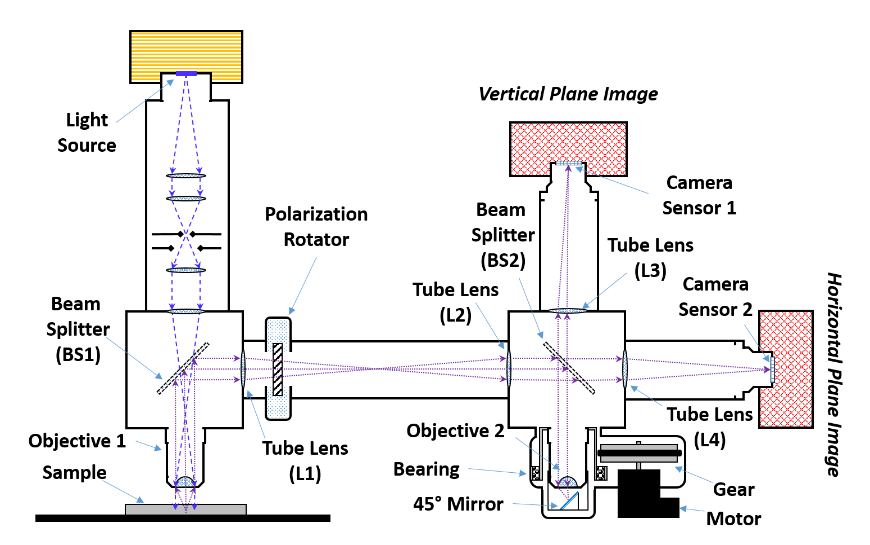 Vertical Plane Image
Light
Source
Camera
Sensor 1
Polarization
Rotator
Beam
Splitter
(BS2)
Tube Lens
(L3)
Tube Lens
(L2)
Camera
Sensor 2
Horizontal Plane Image
Beam
Splitter
(BS1)
Objective 1
Sample
Tube Lens
(L1)
Objective 2
Bearing
45° Mirror
Tube Lens
(L4)
Gear
Motor